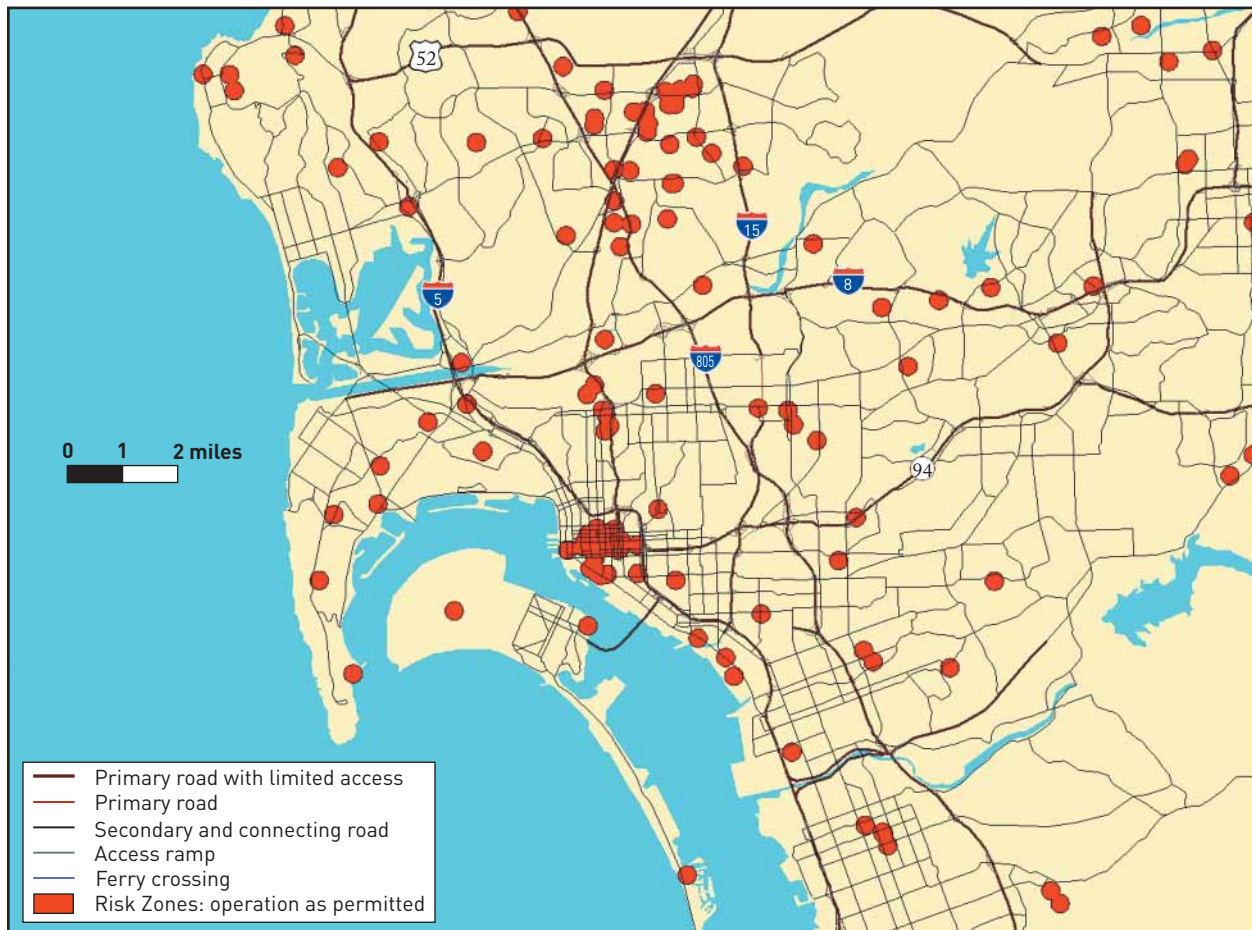 52
15
8
5
805
0 1 2 miles
94
Primary road with limited access
Primary road
Secondary and connecting road
Access ramp
Ferry crossing
Risk Zones: operation as permitted